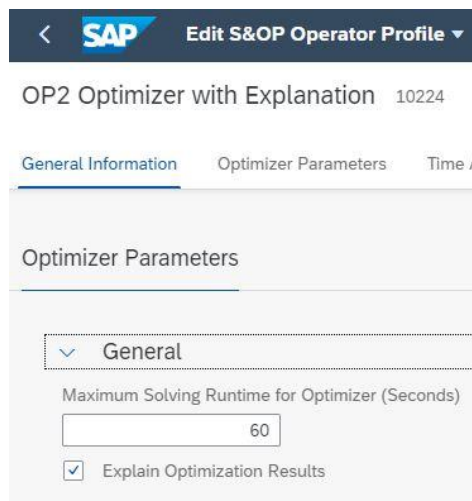 SAP Edit S&OP Operator Profile
OP2 Optimizer with Explanation 10224
General Information Optimizer Parameters Time
Optimizer Parameters
General
Maximum Solving Runtime for Optimizer (Seconds)
60
Explain Optimization Results